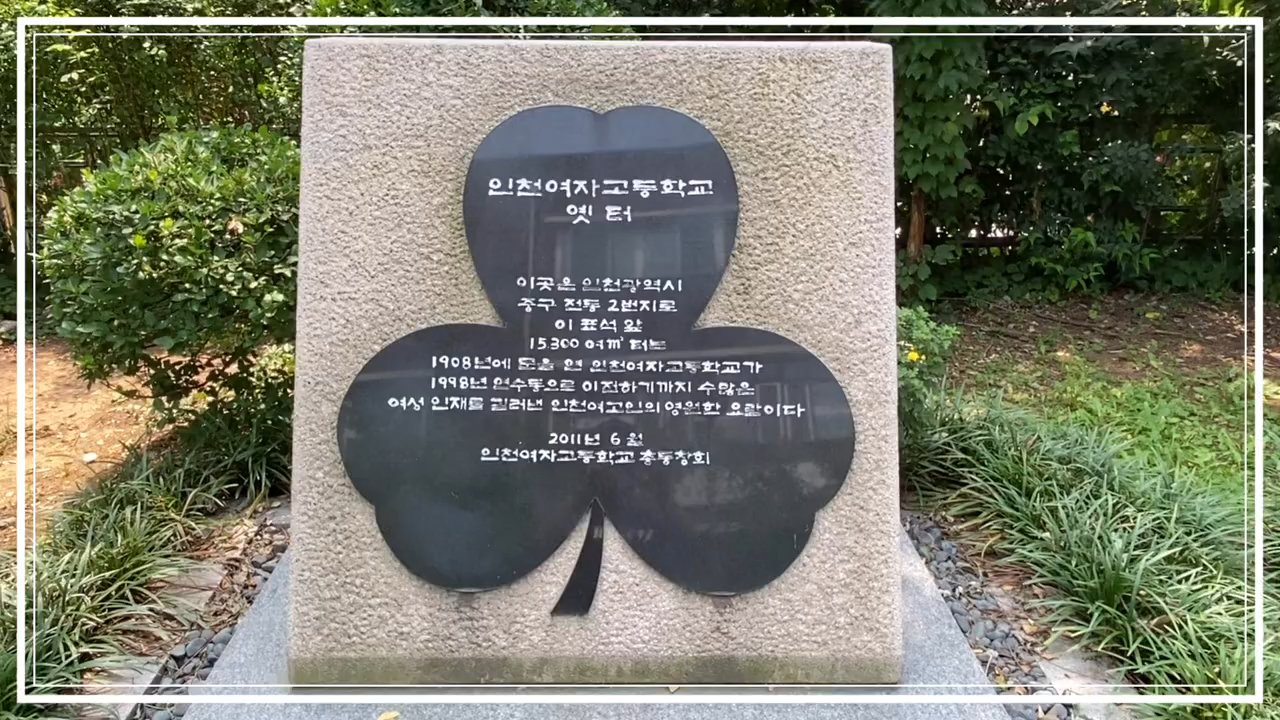 인천여자고등학교
옛 터
이곳은 인천광역시
중구 전동 2번지로
이 표석 앞
15.300 여㎡ 터는
1908년에 문을 연 인천여자고등학교가
1998년 연수동으로 이전하기까지 수많은
여성 인재를 길러낸 인천여고인의 영원한 요람이다
2011년 6월
인천여자고등학교 총동창회